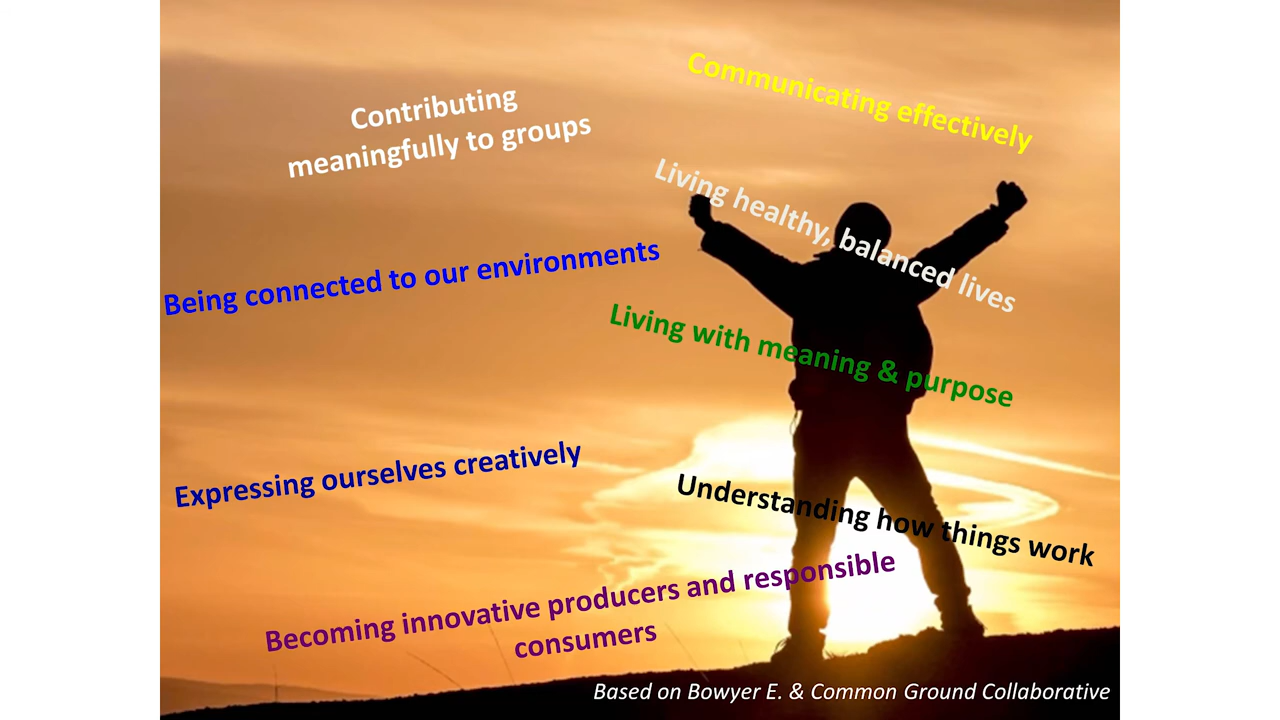 Communicating effectively
Contributing
meaningfully to groups
Living healthy, balanced lives
Being connected to our environments
Living with meaning & purpose
Expressing ourselves creatively
Understanding how things work
Becoming innovative producers and responsible
consumers
Based on Bowyer E. & Common Ground Collaborative